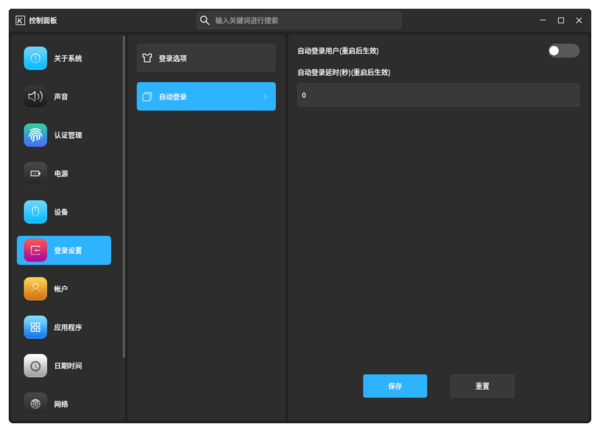 控制面板
输入关键词进行搜索
关于系统
声音
认证管理
电源
设备
登录设置
帐户
应用程序
日期时间
网络
登录选项
自动登录
自动登录用户(重启后生效)
自动登录延时(秒)(重启后生效)
0
保存
重置